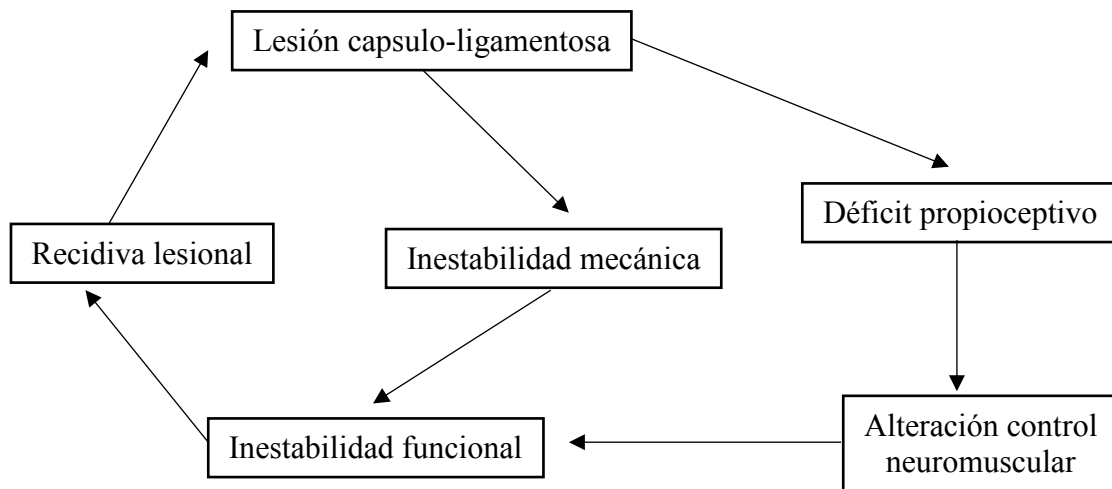 Lesión capsulo-ligamentosa
Déficit propioceptivo
Recidiva lesional
Inestabilidad mecánica
Inestabilidad funcional
Alteración control
neuromuscular